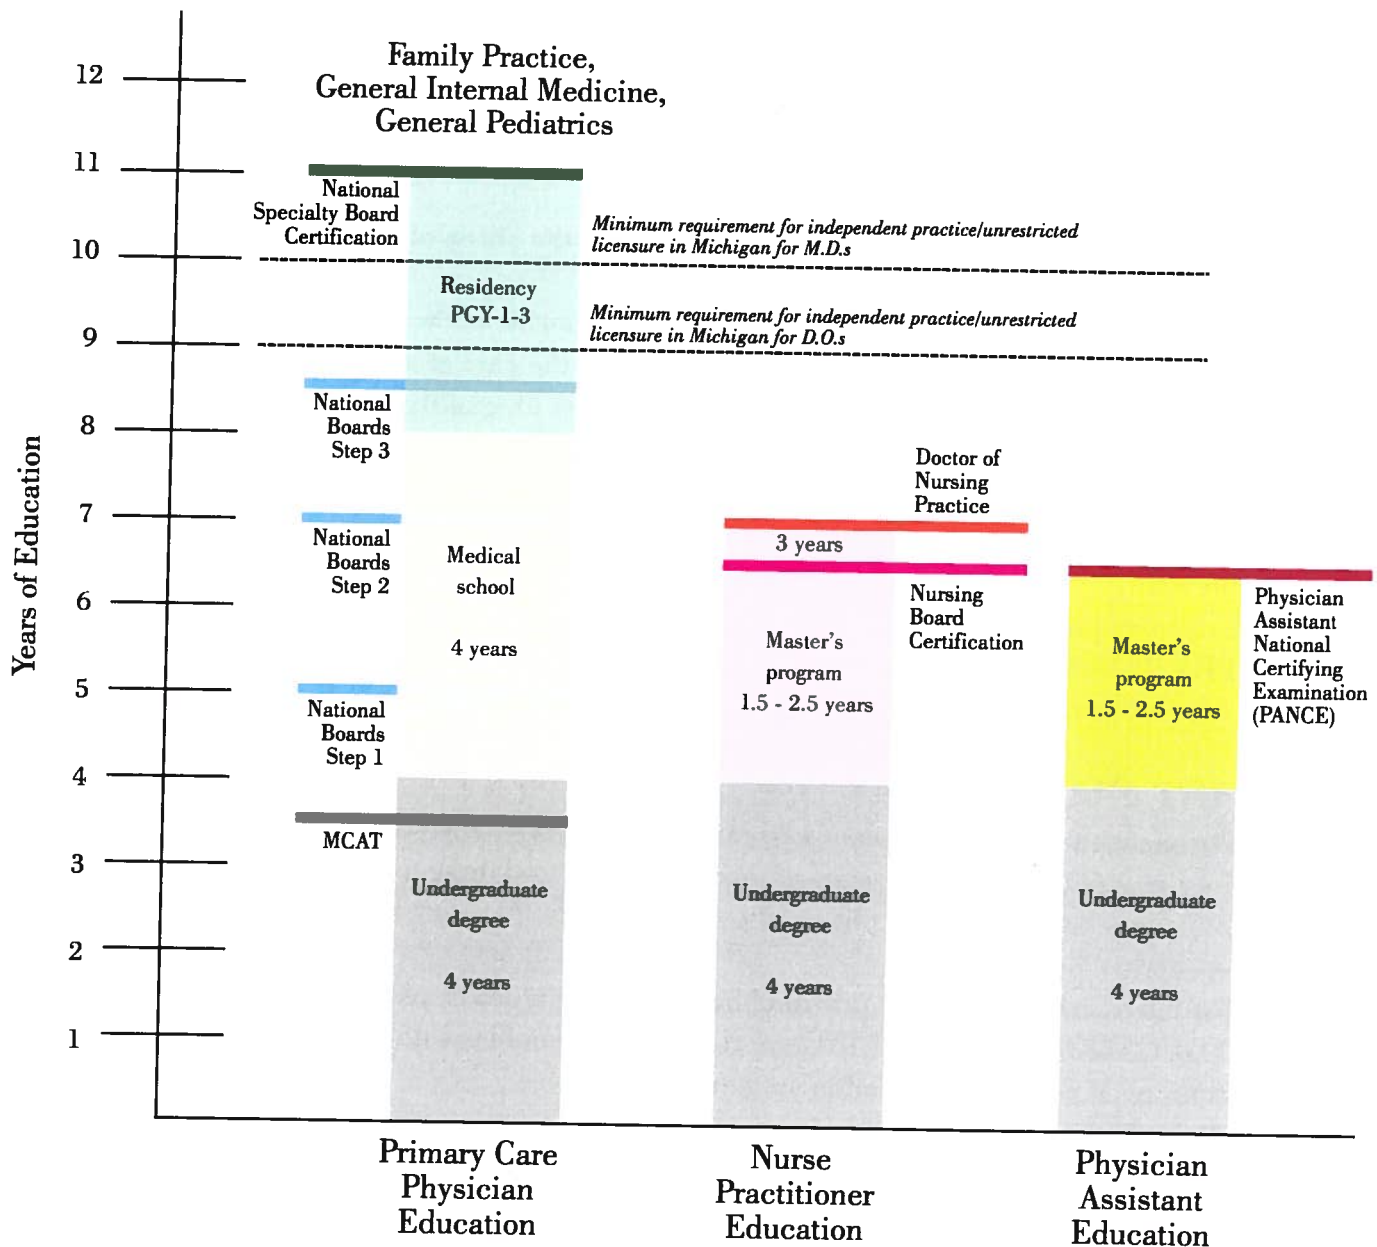 12
11
10
9
8
7
6
5
4
3
2
1
Years of Education
Family Practice,
General Internal Medicine,
General Pediatrics
National
Specialty Board
Certification
Minimum requirement for independent practice/unrestricted
licensure in Michigan for M.D.s
Residency
PGY-1-3
Minimum requirement for independent practice/unrestricted
licensure in Michigan for D.O.s
National
Boards
Step 3
National
Boards
Step 2
Medical
school
4 years
National
Boards
Step 1
MCAT
Undergraduate
degree
4 years
Primary Care
Physician
Education
Doctor of
Nursing
Practice
3 years
Nursing
Board
Certification
Master's
program
1.5 - 2.5 years
Undergraduate
degree
4 years
Nurse
Practitioner
Education
Physician
Assistant
National
Certifying
Examination
(PANCE)
Master's
program
1.5 - 2.5 years
Undergraduate
degree
4 years
Physician
Assistant
Education